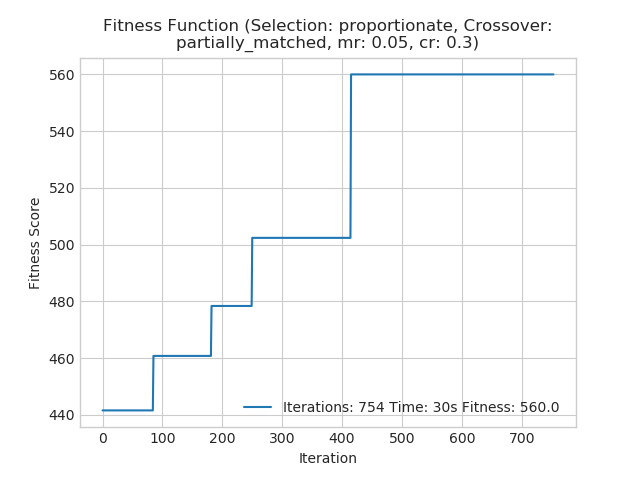 Fitness Function (Selection: proportionate, Crossover:
partially_matched, mr: 0.05, cr: 0.3)
Fitness Score
560
540
520
500
480
460
440
Iterations: 754 Time: 30s Fitness: 560.0
0 100 200 300 400 500 600 700
Iteration